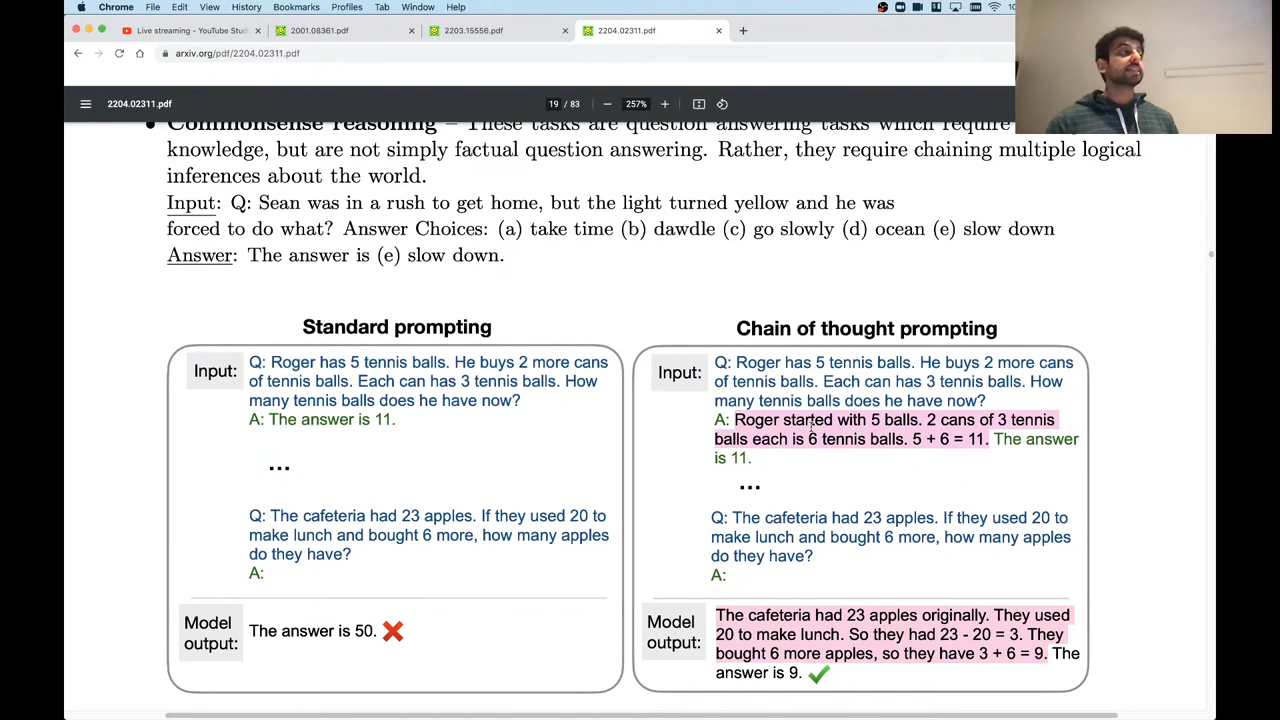 Chrome File Edit View History Bookmarks Profiles Tab Window Help
Live streaming - YouTube Stud
2001.08361.pdf
2203.15556.pdf
2204.02311.pdf
arxiv.org/pdf/2204.02311.pdf
2204.02311.pdf
19 / 83
257%
Commonsense reasoning – These tasks are question answering tasks which require
knowledge, but are not simply factual question answering. Rather, they require chaining multiple logical
inferences about the world.
Input: Q: Sean was in a rush to get home, but the light turned yellow and he was
forced to do what? Answer Choices: (a) take time (b) dawdle (c) go slowly (d) ocean (e) slow down
Answer: The answer is (e) slow down.
Standard prompting
Input:
Q: Roger has 5 tennis balls. He buys 2 more cans
of tennis balls. Each can has 3 tennis balls. How
many tennis balls does he have now?
A: The answer is 11.
...
Q: The cafeteria had 23 apples. If they used 20 to
make lunch and bought 6 more, how many apples
do they have?
A:
Model
output:
The answer is 50.
Chain of thought prompting
Input:
Q: Roger has 5 tennis balls. He buys 2 more cans
of tennis balls. Each can has 3 tennis balls. How
many tennis balls does he have now?
A: Roger started with 5 balls. 2 cans of 3 tennis
balls each is 6 tennis balls. 5 + 6 = 11. The answer
is 11.
...
Q: The cafeteria had 23 apples. If they used 20 to
make lunch and bought 6 more, how many apples
do they have?
A:
Model
output:
The cafeteria had 23 apples originally. They used
20 to make lunch. So they had 23 - 20 = 3. They
bought 6 more apples, so they have 3 + 6 = 9. The
answer is 9.